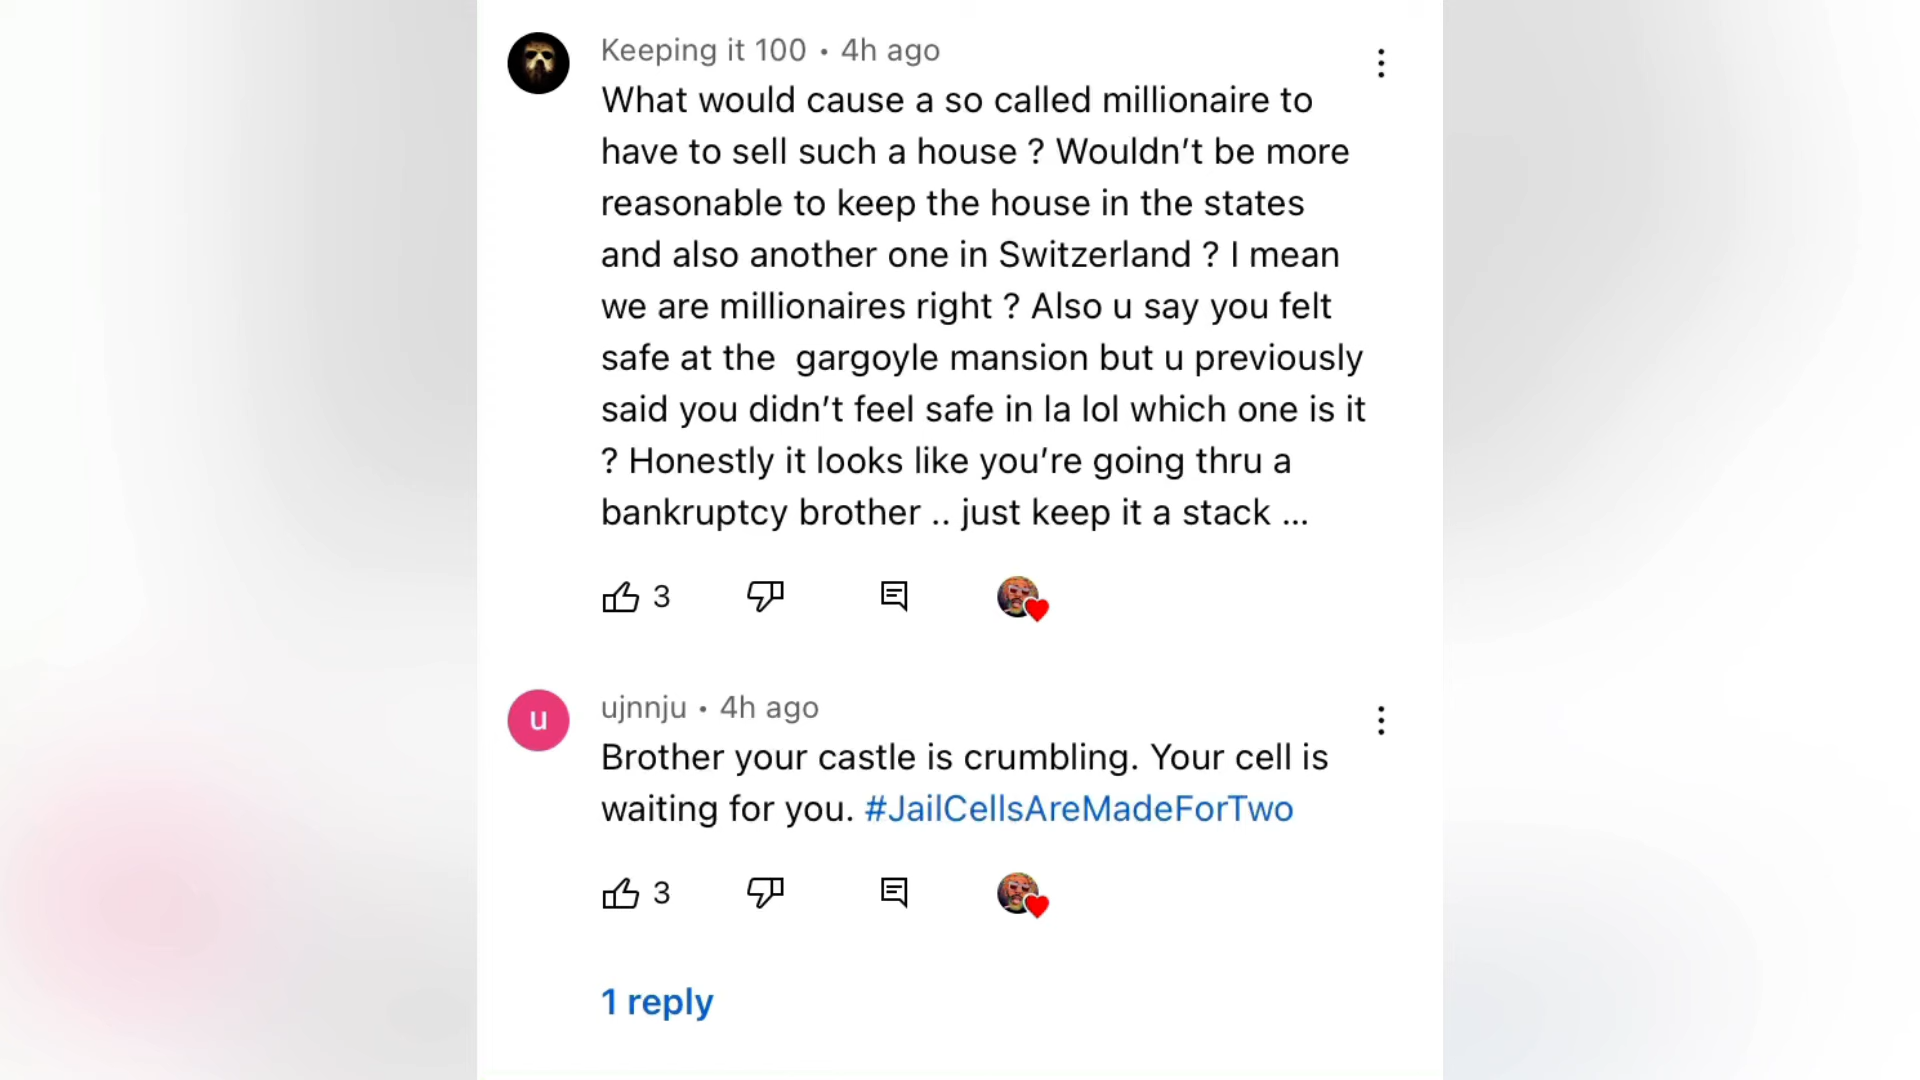 Keeping it 100 • 4h ago
What would cause a so called millionaire to
have to sell such a house ? Wouldn’t be more
reasonable to keep the house in the states
and also another one in Switzerland ? I mean
we are millionaires right ? Also u say you felt
safe at the  gargoyle mansion but u previously
said you didn’t feel safe in la lol which one is it
? Honestly it looks like you’re going thru a
bankruptcy brother .. just keep it a stack ...
3
u
ujnnju • 4h ago
Brother your castle is crumbling. Your cell is
waiting for you. #JailCellsAreMadeForTwo
3
1 reply